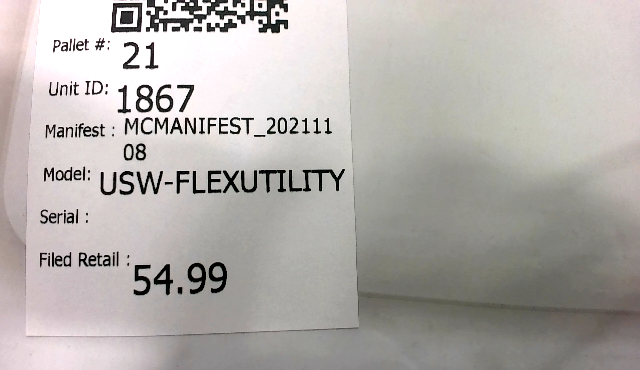 Pallet #: 21
Unit ID: 1867
Manifest : MCMANIFEST_202111
08
Model: USW-FLEXUTILITY
Serial :
Filed Retail : 54.99